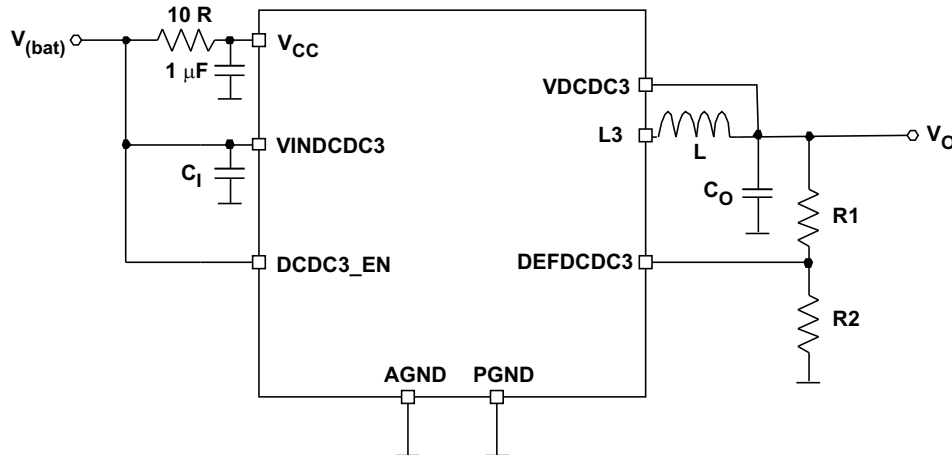 10 R
V(bat)
VCC
1 μF
VDCDC3
L3
VO
VINDCDC3
L
CI
CO
R1
DCDC3_EN
DEFDCDC3
R2
AGND PGND